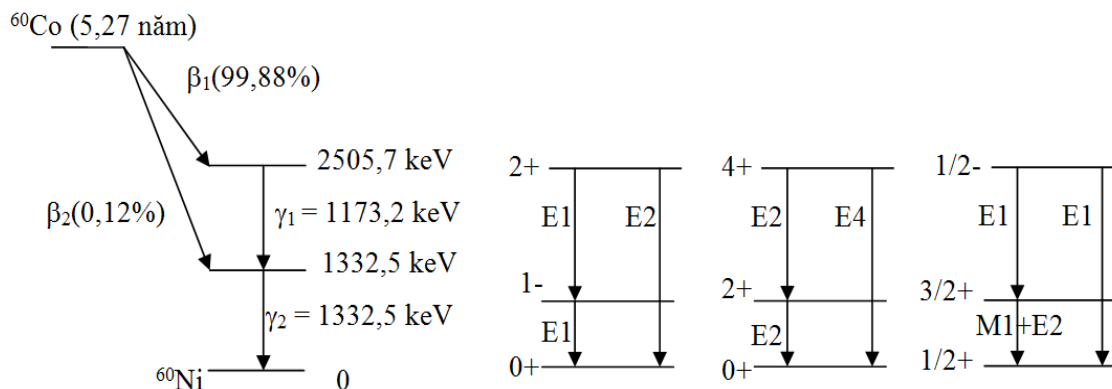 ⁶⁰Co (5,27 năm)
β₁(99,88%)
2505,7 keV
β₂(0,12%)
γ₁ = 1173,2 keV
1332,5 keV
γ₂ = 1332,5 keV
⁶⁰Ni
0
2+
E1
E2
1-
E1
0+
4+
E2
E4
2+
E2
0+
1/2-
E1
E1
3/2+
M1+E2
1/2+